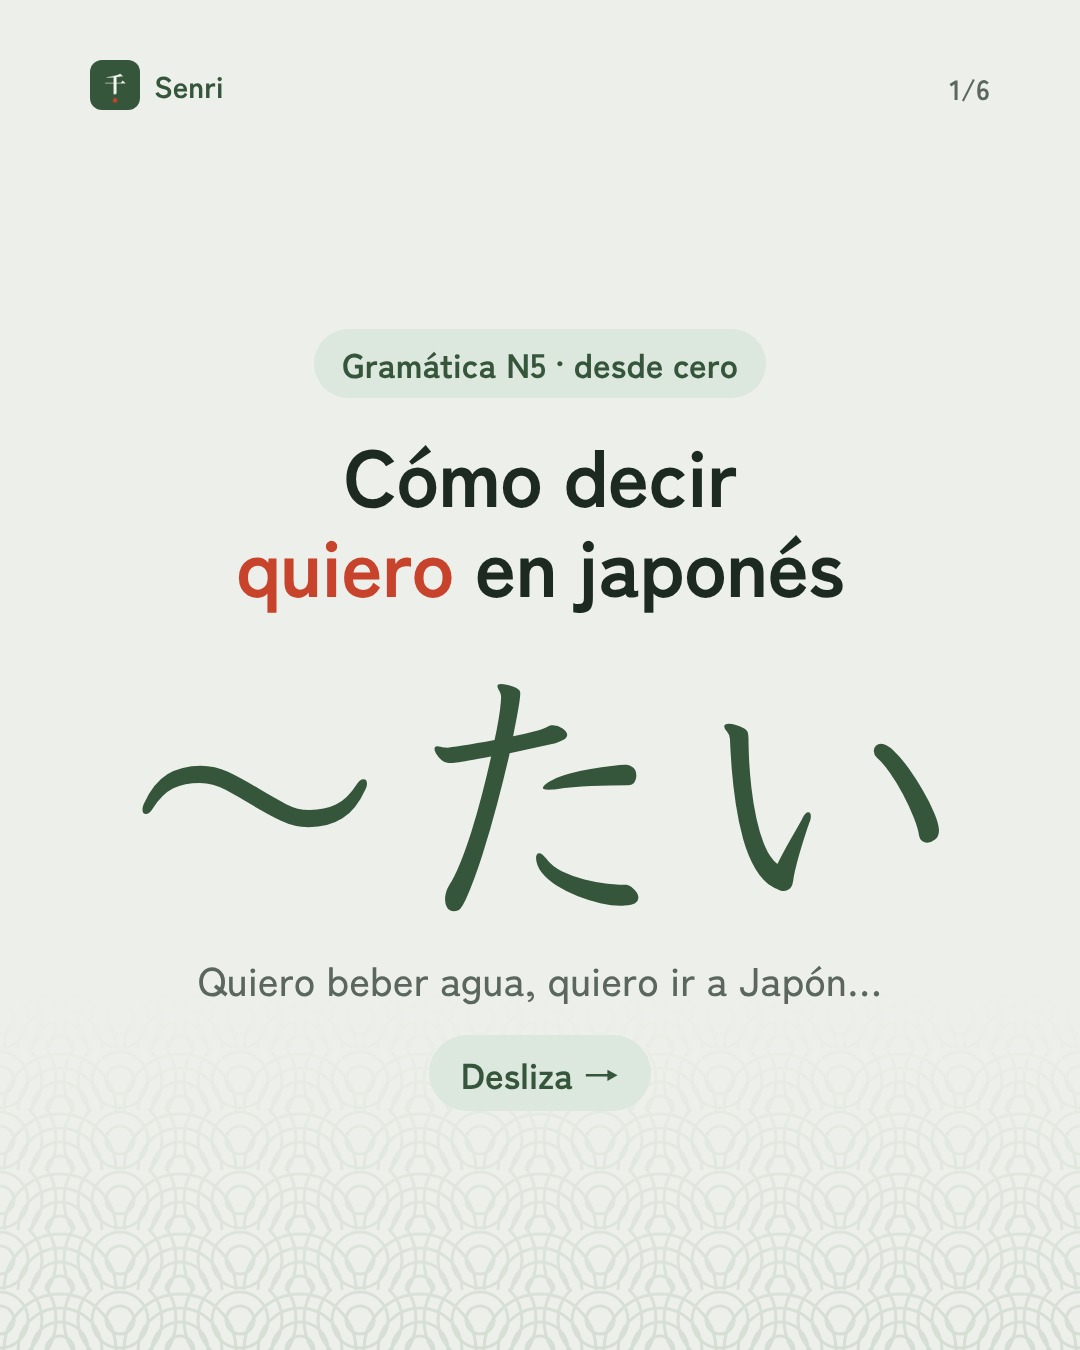 千
Senri
1/6
Gramática N5 · desde cero
Cómo decir
quiero en japonés
〜たい
Quiero beber agua, quiero ir a Japón...
Desliza →